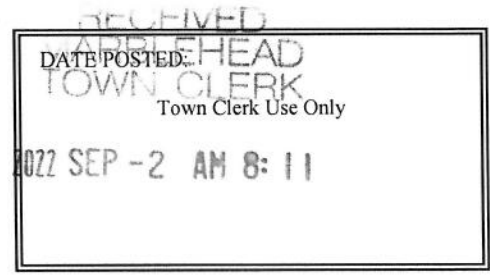 RECEIVED
MARBLEHEAD
DATE POSTED:
TOWN CLERK
Town Clerk Use Only
2022 SEP -2 AM 8: 11